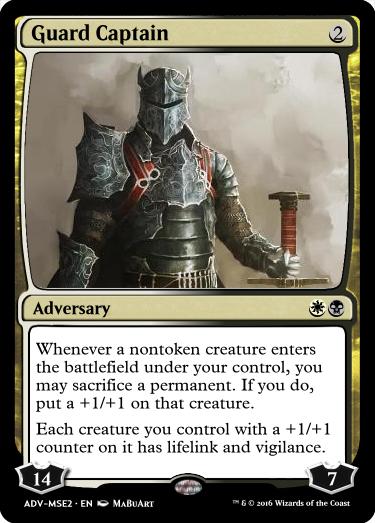 Guard Captain 2
Adversary
Whenever a nontoken creature enters
the battlefield under your control, you
may sacrifice a permanent. If you do,
put a +1/+1 on that creature.
Each creature you control with a +1/+1
counter on it has lifelink and vigilance.
14 7
ADV-MSE2 · EN MaBuArt ™ & © 2016 Wizards of the Coast